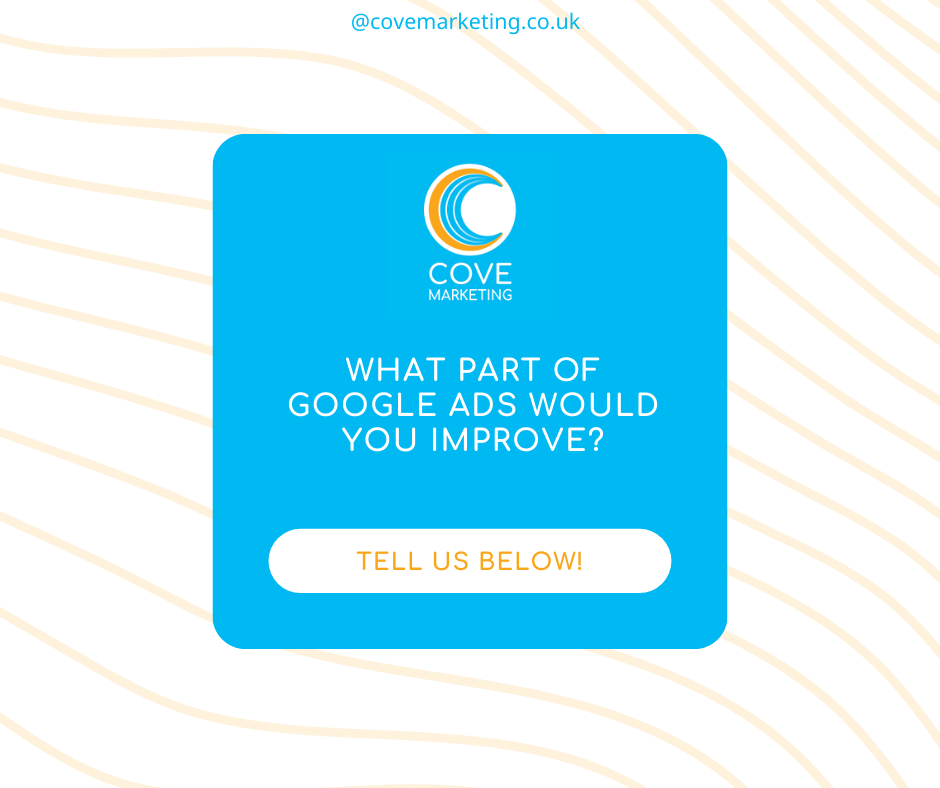 @covemarketing.co.uk
COVE
MARKETING
WHAT PART OF
GOOGLE ADS WOULD
YOU IMPROVE?
TELL US BELOW!